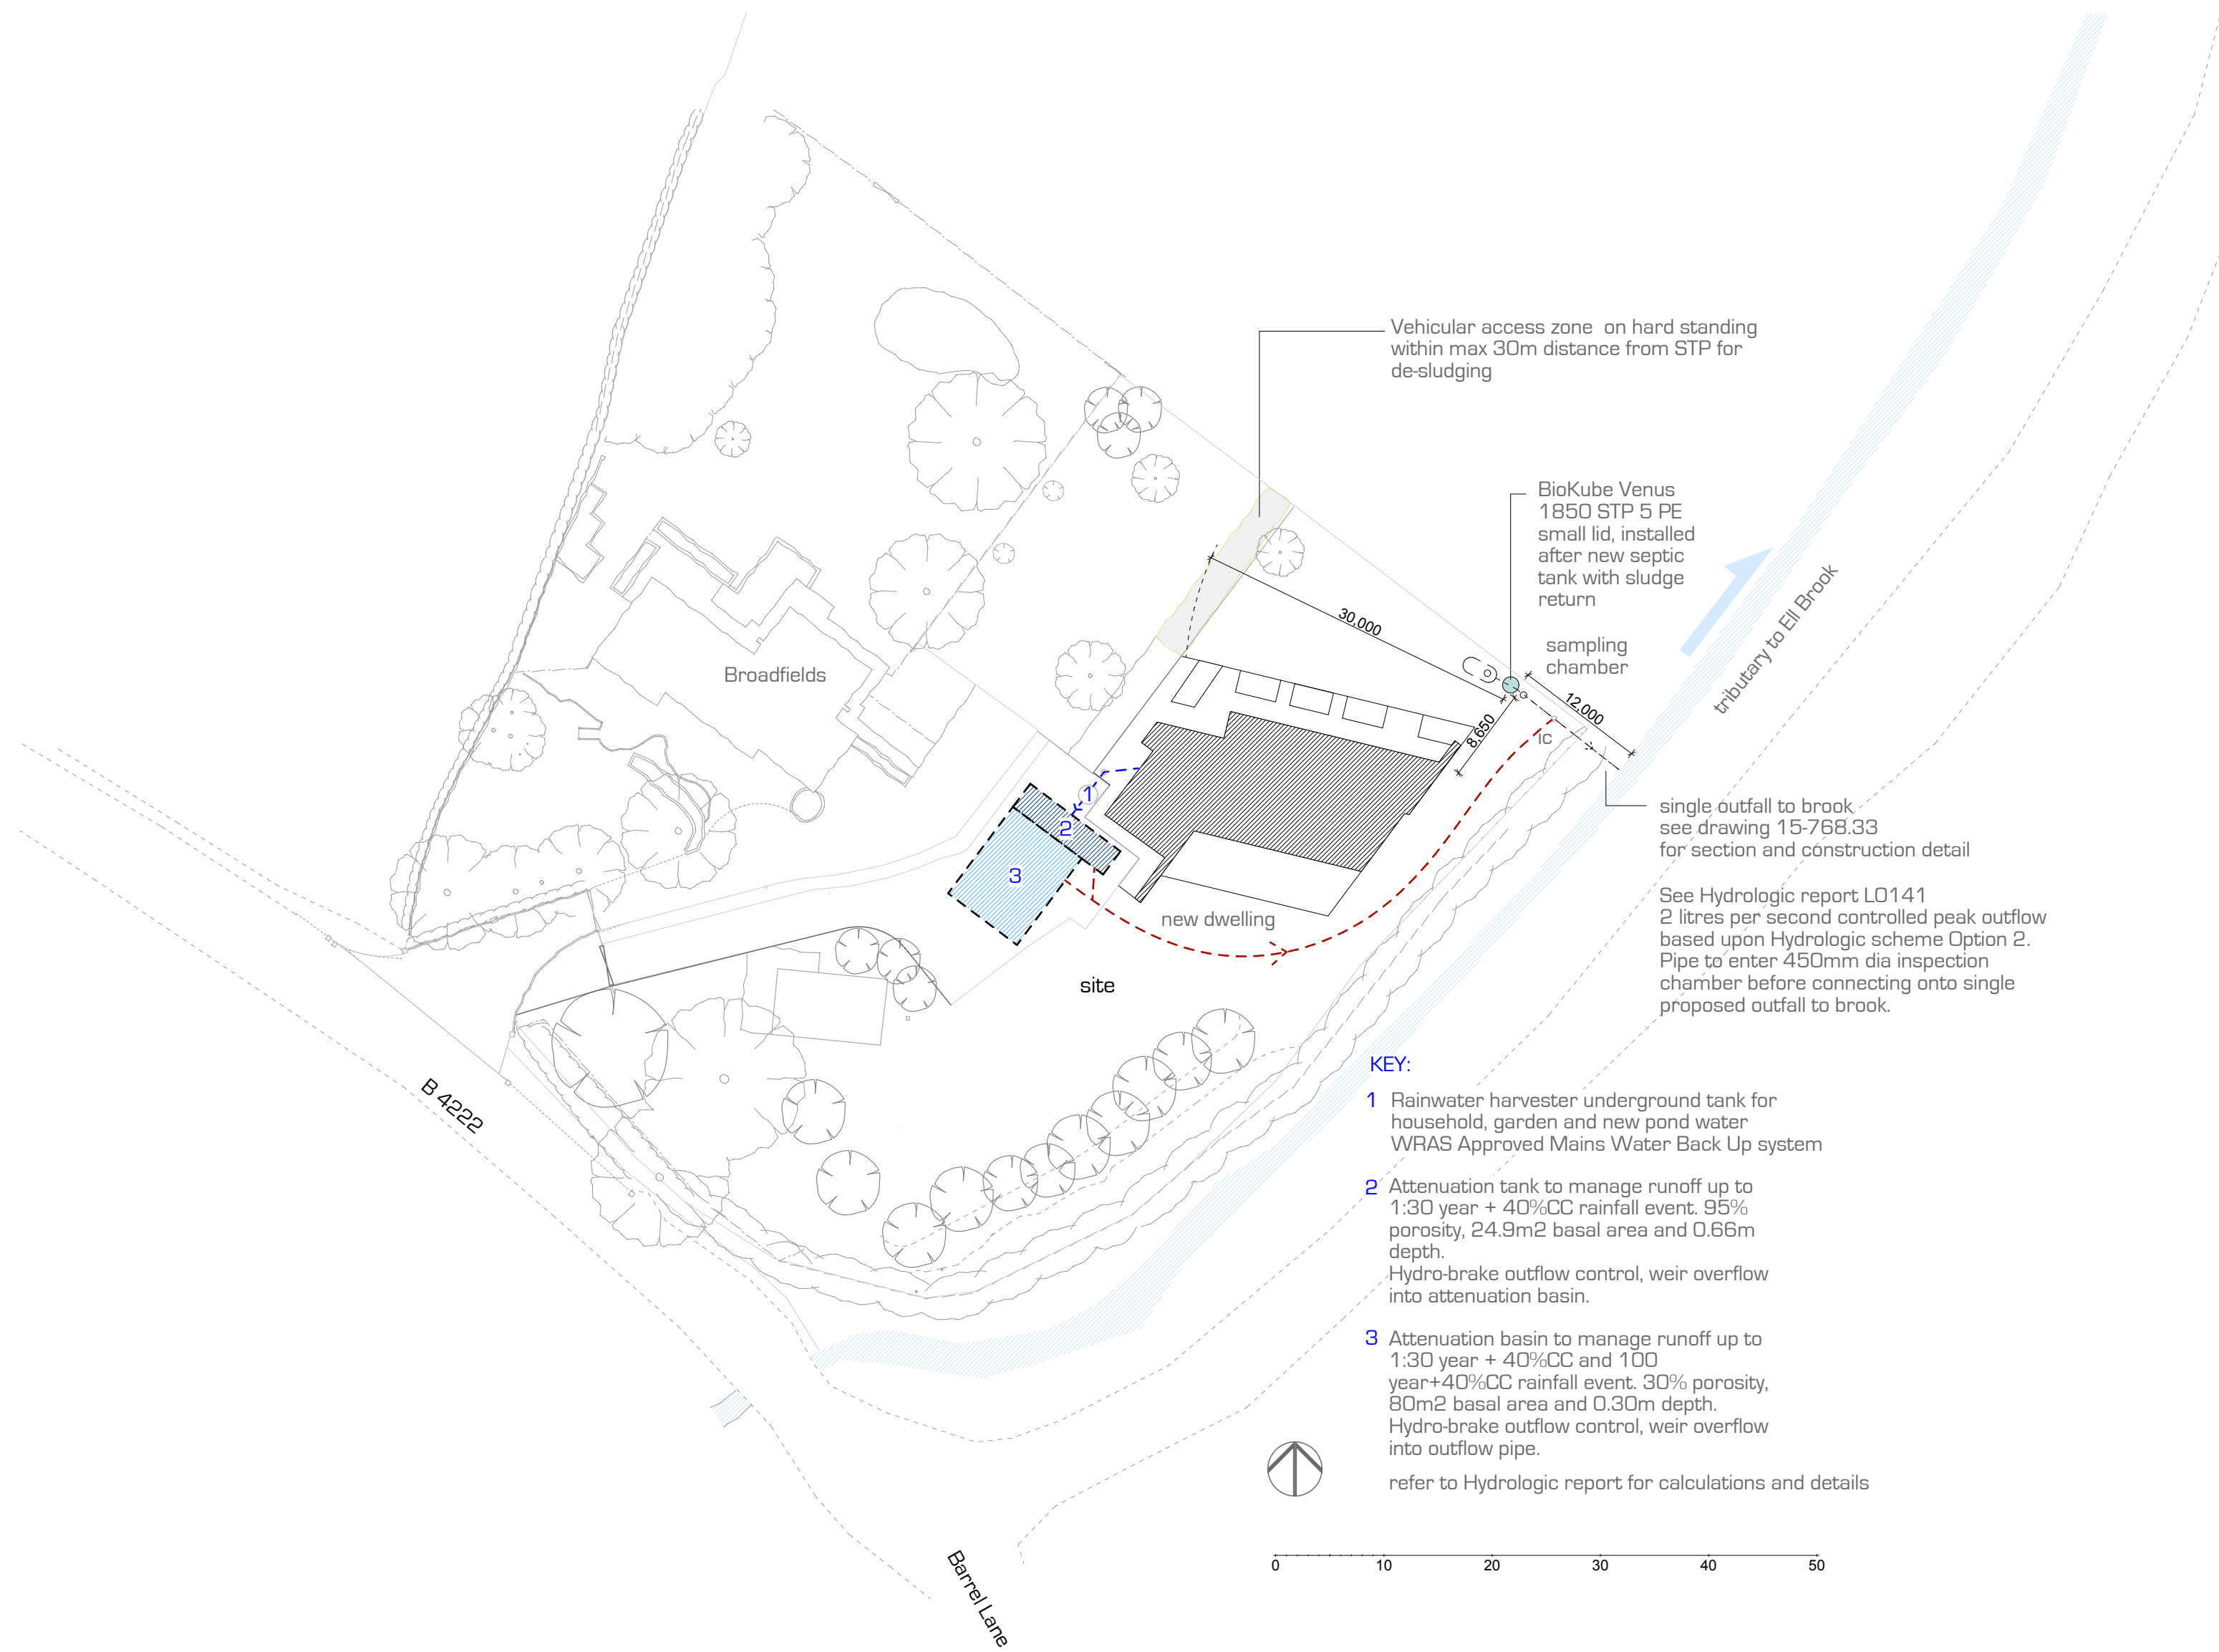 Vehicular access zone on hard standing
within max 30m distance from STP for
de-sludging
BioKube Venus
1850 STP 5 PE
small lid, installed
after new septic
tank with sludge
return
sampling
chamber
30,000
12,000
8,650
ic
tributary to Ell Brook
Broadfields
1
2
3
new dwelling
site
single outfall to brook
see drawing 15-768.33
for section and construction detail
See Hydrologic report L0141
2 litres per second controlled peak outflow
based upon Hydrologic scheme Option 2.
Pipe to enter 450mm dia inspection
chamber before connecting onto single
proposed outfall to brook.
B 4222
KEY:
1 Rainwater harvester underground tank for
household, garden and new pond water
WRAS Approved Mains Water Back Up system
2 Attenuation tank to manage runoff up to
1:30 year + 40%CC rainfall event. 95%
porosity, 24.9m2 basal area and 0.66m
depth.
Hydro-brake outflow control, weir overflow
into attenuation basin.
3 Attenuation basin to manage runoff up to
1:30 year + 40%CC and 100
year+40%CC rainfall event. 30% porosity,
80m2 basal area and 0.30m depth.
Hydro-brake outflow control, weir overflow
into outflow pipe.
refer to Hydrologic report for calculations and details
Barrel Lane
0 10 20 30 40 50